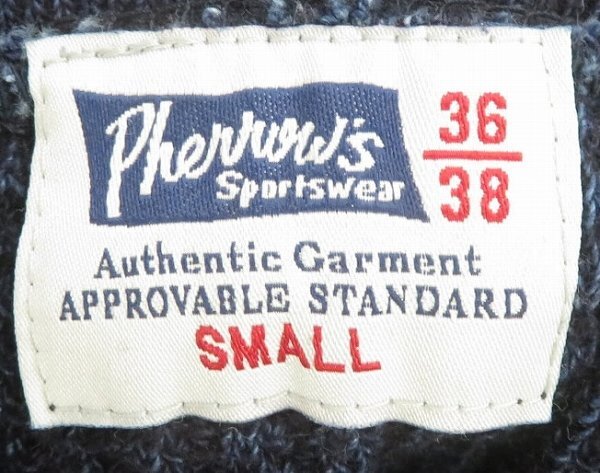 Pherrow's
Sportswear
36
38
Authentic Garment
APPROVABLE STANDARD
SMALL